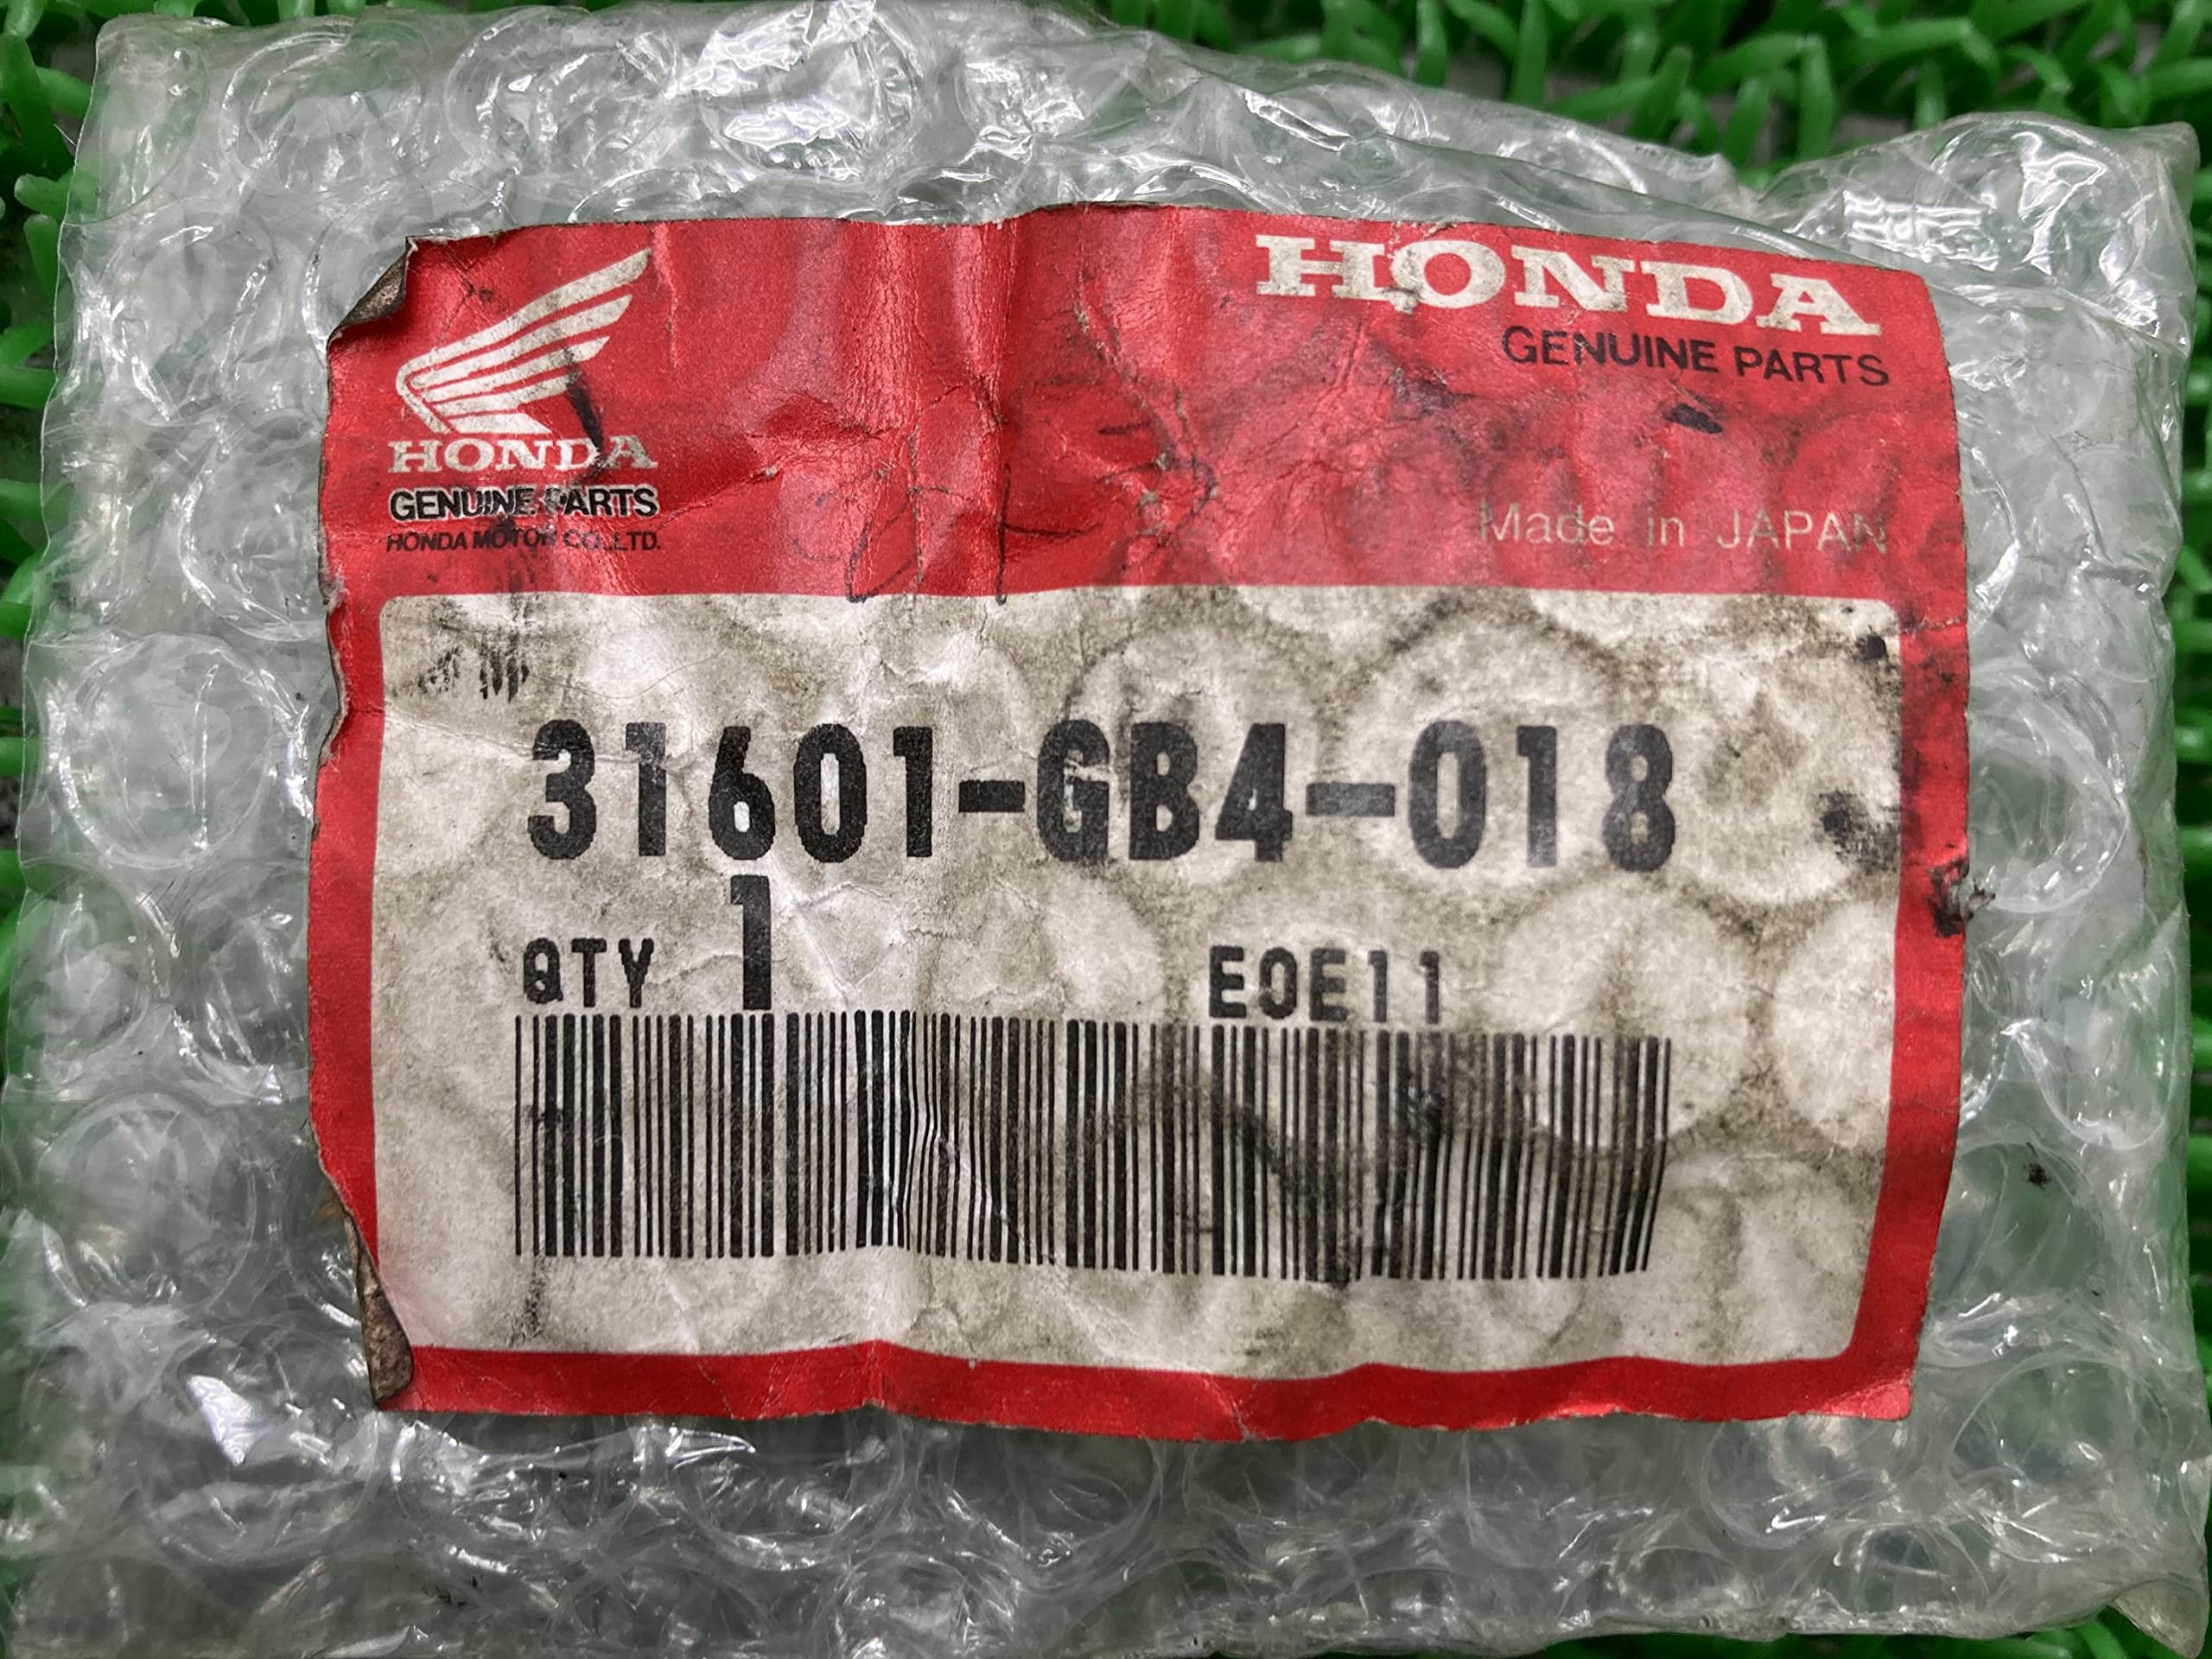 HONDA
GENUINE PARTS
Made in JAPAN
HONDA
GENUINE PARTS
HONDA MOTOR CO.,LTD.
31601-GB4-018
QTY 1 E0E11